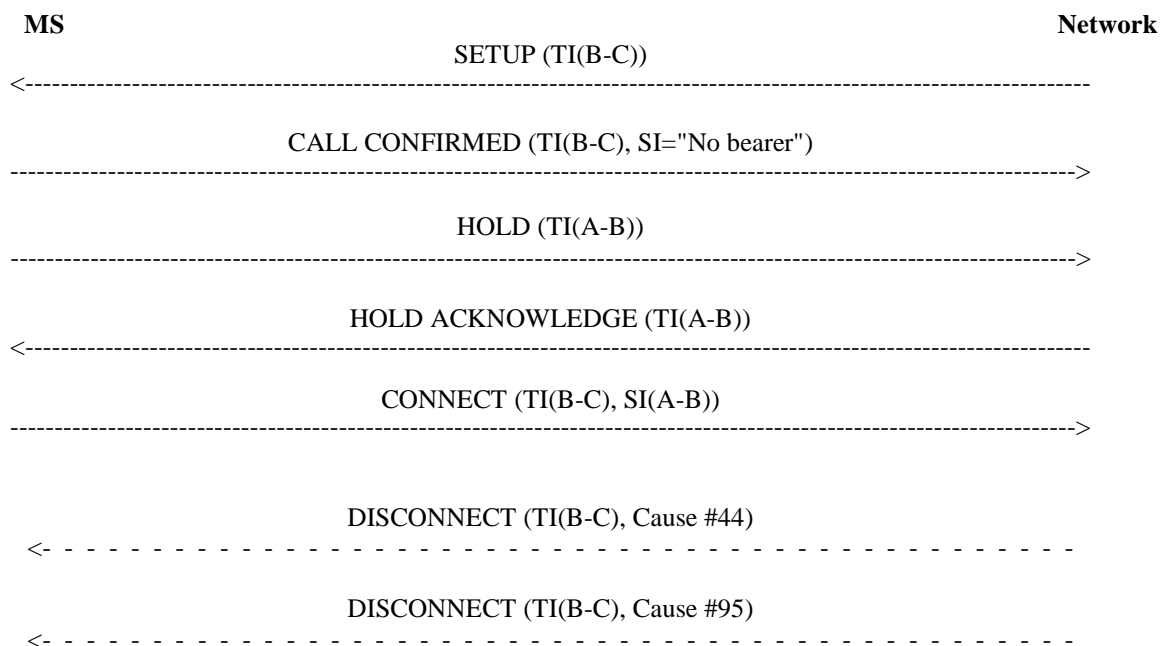 MS Network
SETUP (TI(B-C))
CALL CONFIRMED (TI(B-C), SI="No bearer")
HOLD (TI(A-B))
HOLD ACKNOWLEDGE (TI(A-B))
CONNECT (TI(B-C), SI(A-B))
DISCONNECT (TI(B-C), Cause #44)
DISCONNECT (TI(B-C), Cause #95)